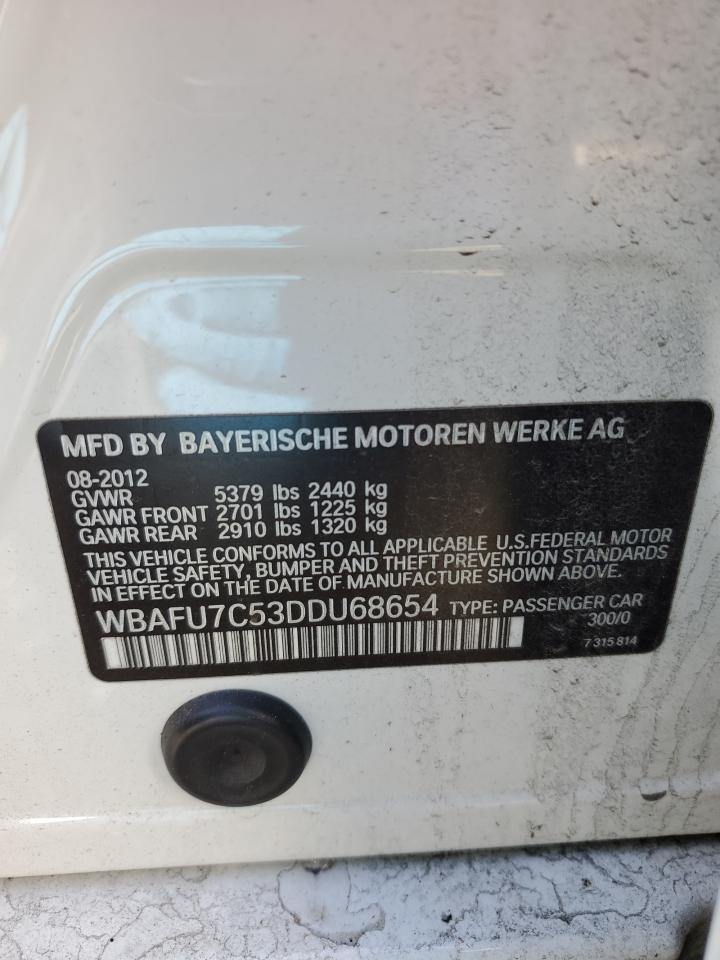 MFD BY BAYERISCHE MOTOREN WERKE AG
08-2012
GVWR 5379 lbs 2440 kg
GAWR FRONT 2701 lbs 1225 kg
GAWR REAR 2910 lbs 1320 kg
THIS VEHICLE CONFORMS TO ALL APPLICABLE U.S.FEDERAL MOTOR
VEHICLE SAFETY, BUMPER AND THEFT PREVENTION STANDARDS
IN EFFECT ON THE DATE OF MANUFACTURE SHOWN ABOVE.
WBAFU7C53DDU68654 TYPE: PASSENGER CAR
300/0
7 315 814